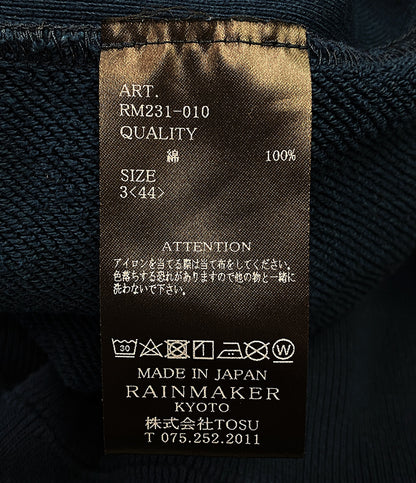 ART.
RM231-010
QUALITY
綿 100%
SIZE
3<44>
ATTENTION
アイロンを当てる際は当て布をしてください。
色落ちする恐れがありますので他の物と一緒に
洗わないで下さい。
30 W
MADE IN JAPAN
RAINMAKER
KYOTO
株式会社TOSU
T 075.252.2011